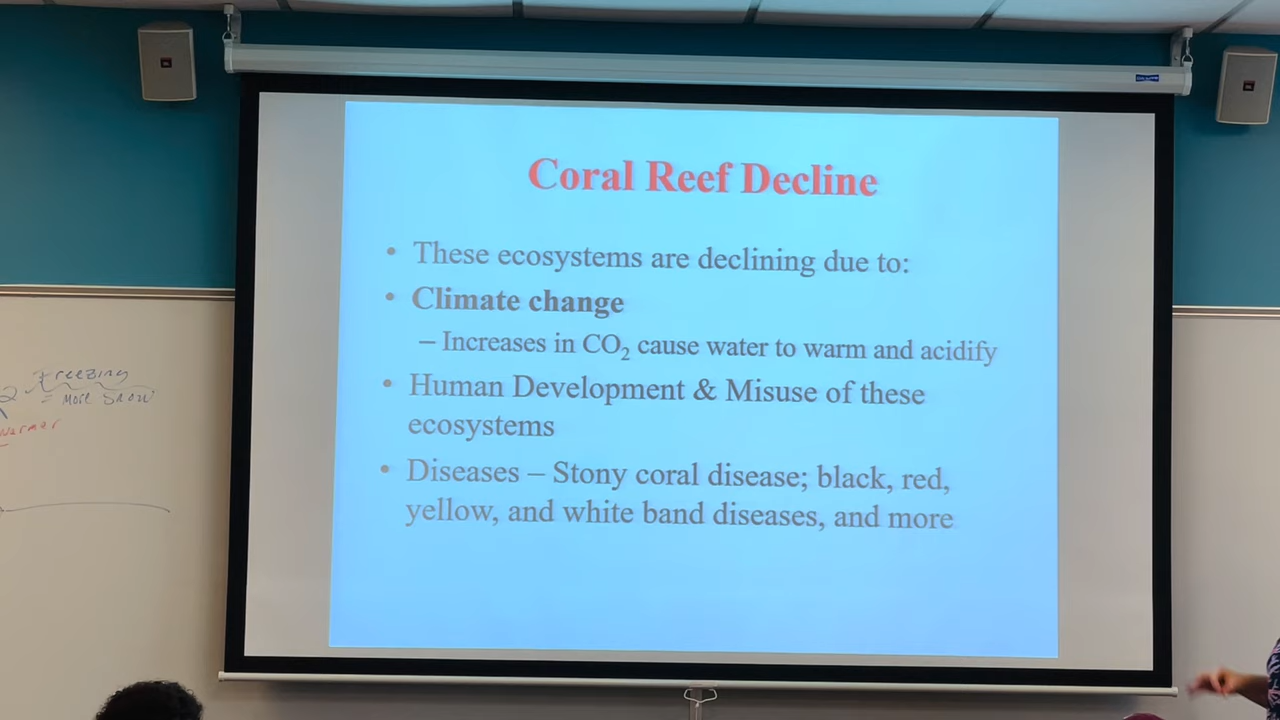 Coral Reef Decline
• These ecosystems are declining due to:
• Climate change
– Increases in CO₂ cause water to warm and acidify
• Human Development & Misuse of these
ecosystems
• Diseases – Stony coral disease; black, red,
yellow, and white band diseases, and more
Freezing
= More Snow
Warmer